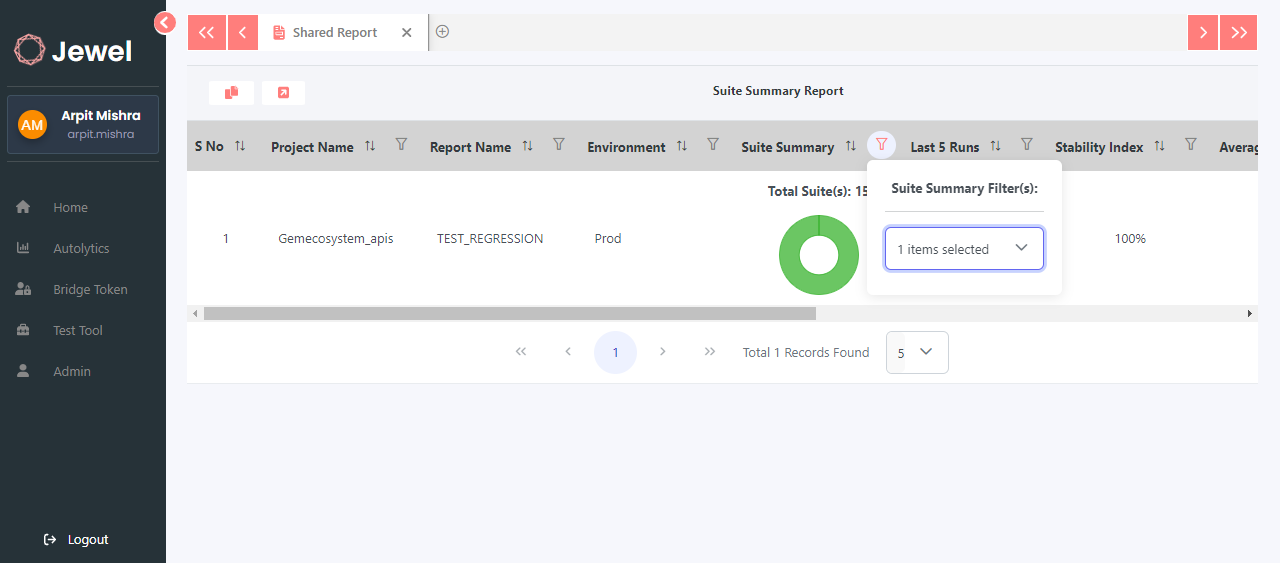 Jewel
AM
Arpit Mishra
arpit.mishra
Home
Autolytics
Bridge Token
Test Tool
Admin
Logout
Shared Report
Suite Summary Report
S No Project Name Report Name Environment Suite Summary Last 5 Runs Stability Index
Total Suite(s): 15
1 Gemecosystem_apis TEST_REGRESSION Prod 100%
Suite Summary Filter(s):
1 items selected
1 Total 1 Records Found 5